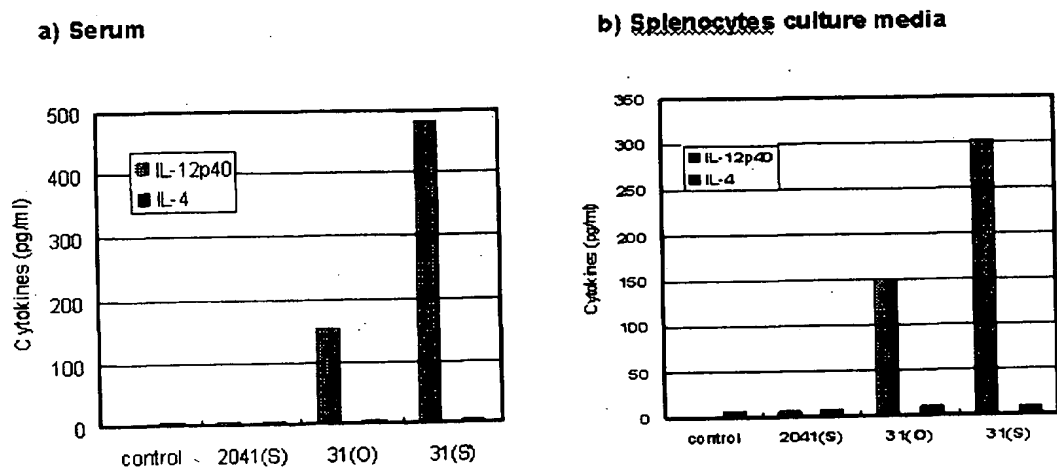 a) Serum
Cytokines (pg/ml)
500
400
300
200
100
0
IL-12p40
IL-4
control 2041(S) 31(O) 31(S)
b) Splenocytes culture media
Cytokines (pg/ml)
350
300
250
200
150
100
50
0
IL-12p40
IL-4
control 2041(S) 31(O) 31(S)